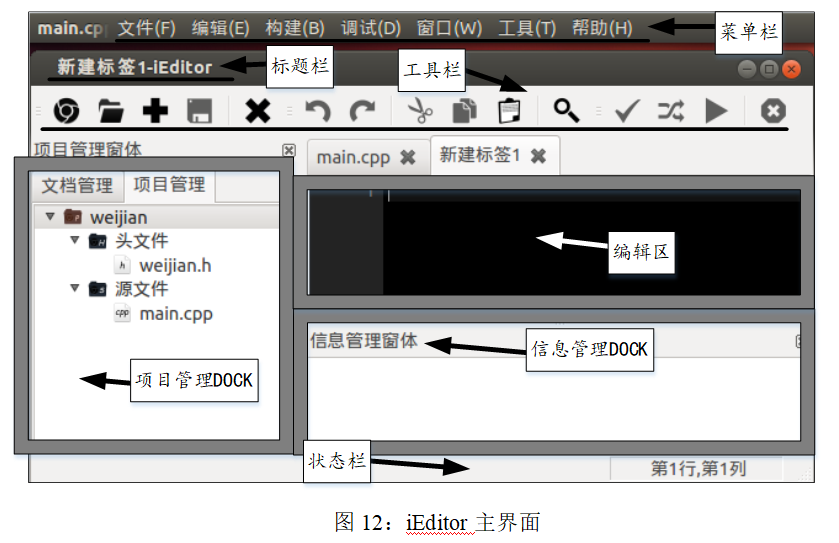 main.cp 文件(F) 编辑(E) 构建(B) 调试(D) 窗口(W) 工具(T) 帮助(H)
菜单栏
新建标签1-iEditor
标题栏
工具栏
项目管理窗体
main.cpp 新建标签1
文档管理 项目管理
weijian
头文件
H
h weijian.h
源文件
S
cpp main.cpp
编辑区
信息管理窗体
信息管理DOCK
项目管理DOCK
状态栏
第1行,第1列
图 12：iEditor 主界面